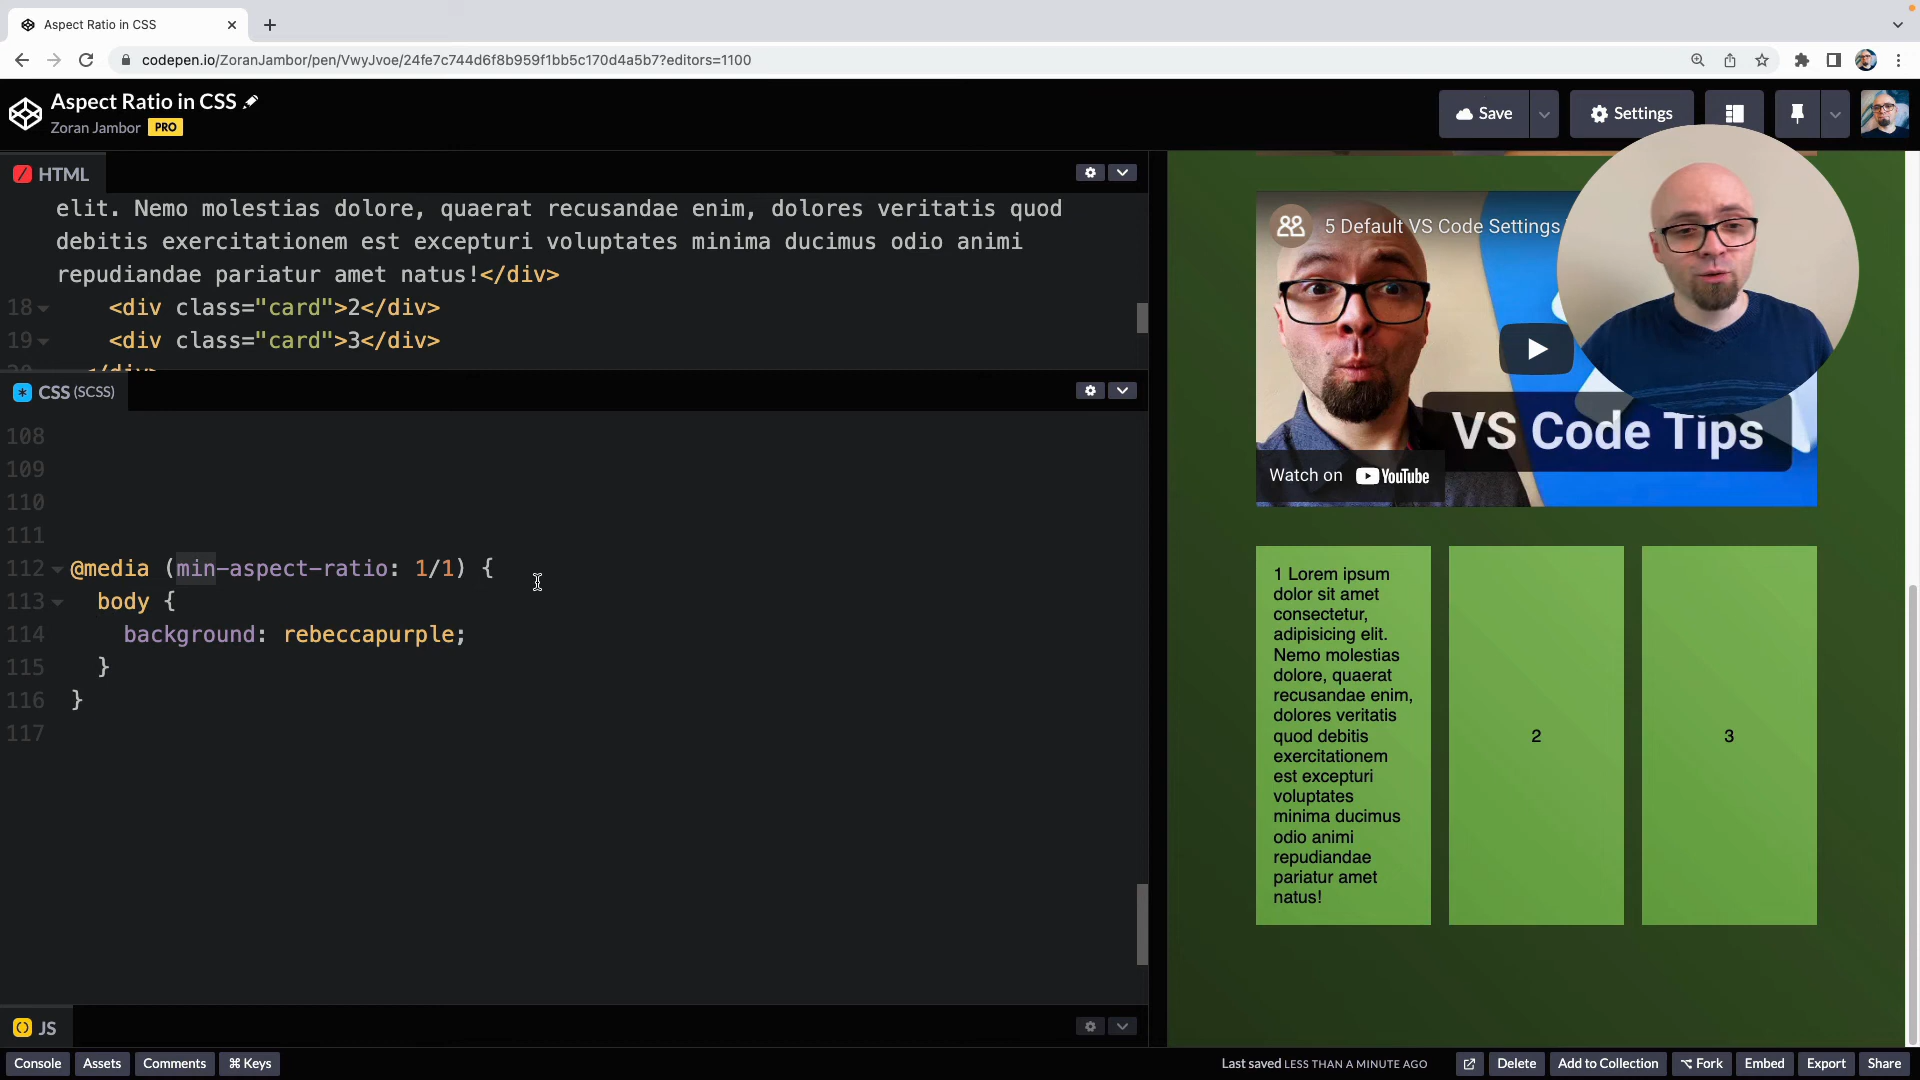 Aspect Ratio in CSS
codepen.io/ZoranJambor/pen/VwyJvoe/24fe7c744d6f8b959f1bb5c170d4a5b7?editors=1100
Aspect Ratio in CSS
Zoran Jambor PRO
Save
Settings
HTML
elit. Nemo molestias dolore, quaerat recusandae enim, dolores veritatis quod
debitis exercitationem est excepturi voluptates minima ducimus odio animi
repudiandae pariatur amet natus!</div>
18 <div class="card">2</div>
19 <div class="card">3</div>
CSS (SCSS)
108
109
110
111
112 @media (min-aspect-ratio: 1/1) {
113 body {
114 background: rebeccapurple;
115 }
116 }
117
JS
5 Default VS Code Settings
VS Code Tips
Watch on YouTube
1 Lorem ipsum
dolor sit amet
consectetur,
adipisicing elit.
Nemo molestias
dolore, quaerat
recusandae enim,
dolores veritatis
quod debitis
exercitationem
est excepturi
voluptates
minima ducimus
odio animi
repudiandae
pariatur amet
natus!
2
3
Console
Assets
Comments
⌘ Keys
Last saved LESS THAN A MINUTE AGO
Delete
Add to Collection
Fork
Embed
Export
Share